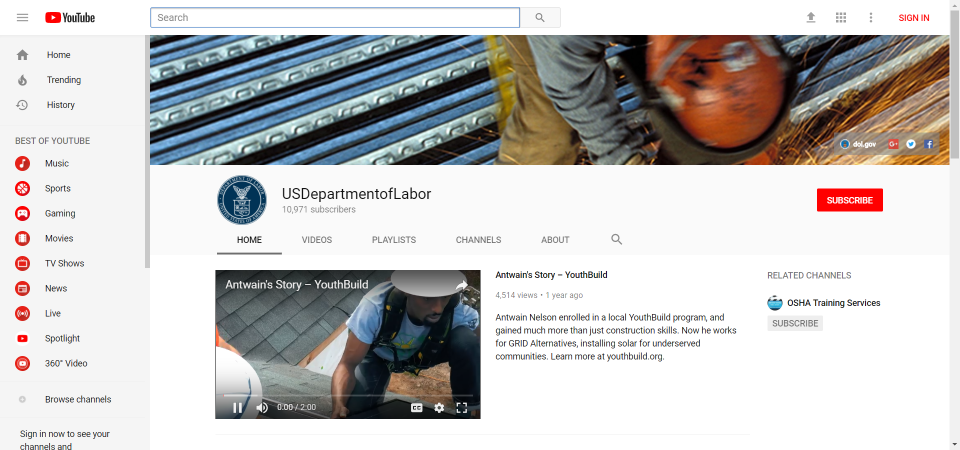 YouTube
Search
SIGN IN
Home
Trending
History
BEST OF YOUTUBE
Music
Sports
Gaming
Movies
TV Shows
News
Live
Spotlight
360° Video
Browse channels
Sign in now to see your
channels and
dol.gov
USDepartmentofLabor
10,971 subscribers
SUBSCRIBE
HOME
VIDEOS
PLAYLISTS
CHANNELS
ABOUT
Antwain's Story – YouthBuild
0:00 / 2:00
Antwain's Story – YouthBuild
4,514 views • 1 year ago
Antwain Nelson enrolled in a local YouthBuild program, and
gained much more than just construction skills. Now he works
for GRID Alternatives, installing solar for underserved
communities. Learn more at youthbuild.org.
RELATED CHANNELS
OSHA Training Services
SUBSCRIBE